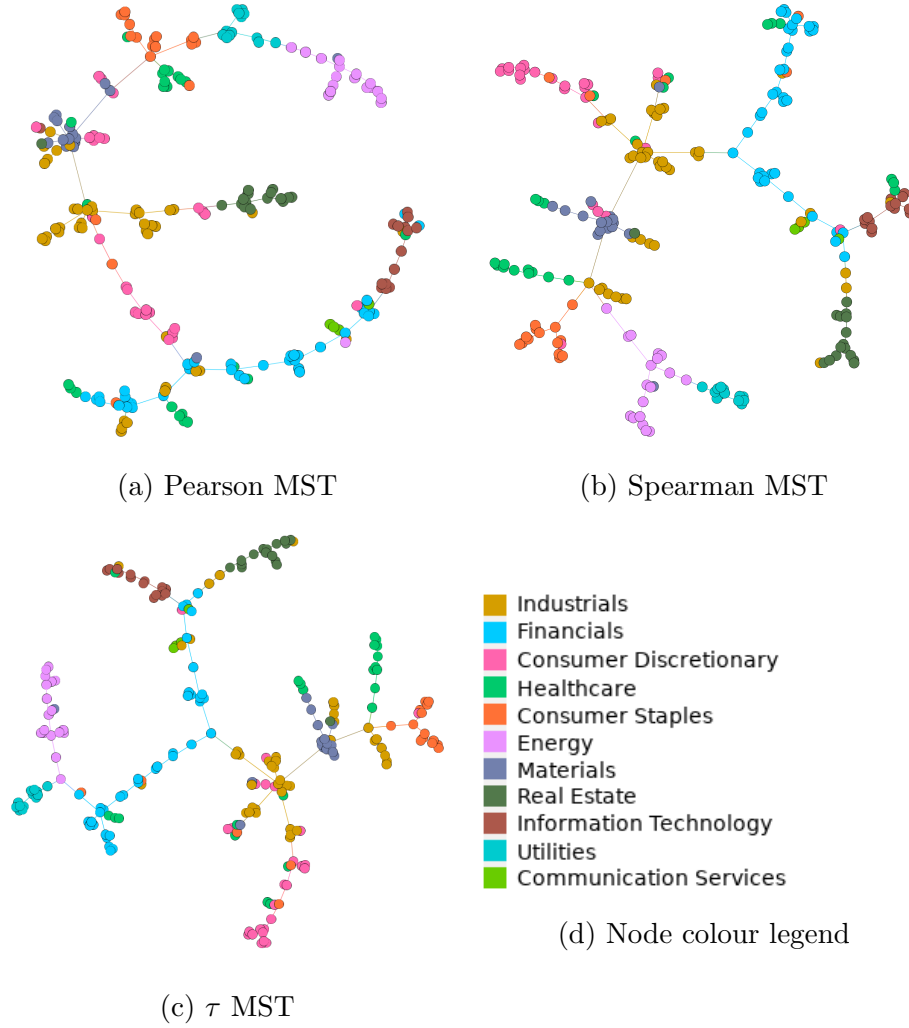 (a) Pearson MST
(b) Spearman MST
Industrials
Financials
Consumer Discretionary
Healthcare
Consumer Staples
Energy
Materials
Real Estate
Information Technology
Utilities
Communication Services
(d) Node colour legend
(c) τ MST